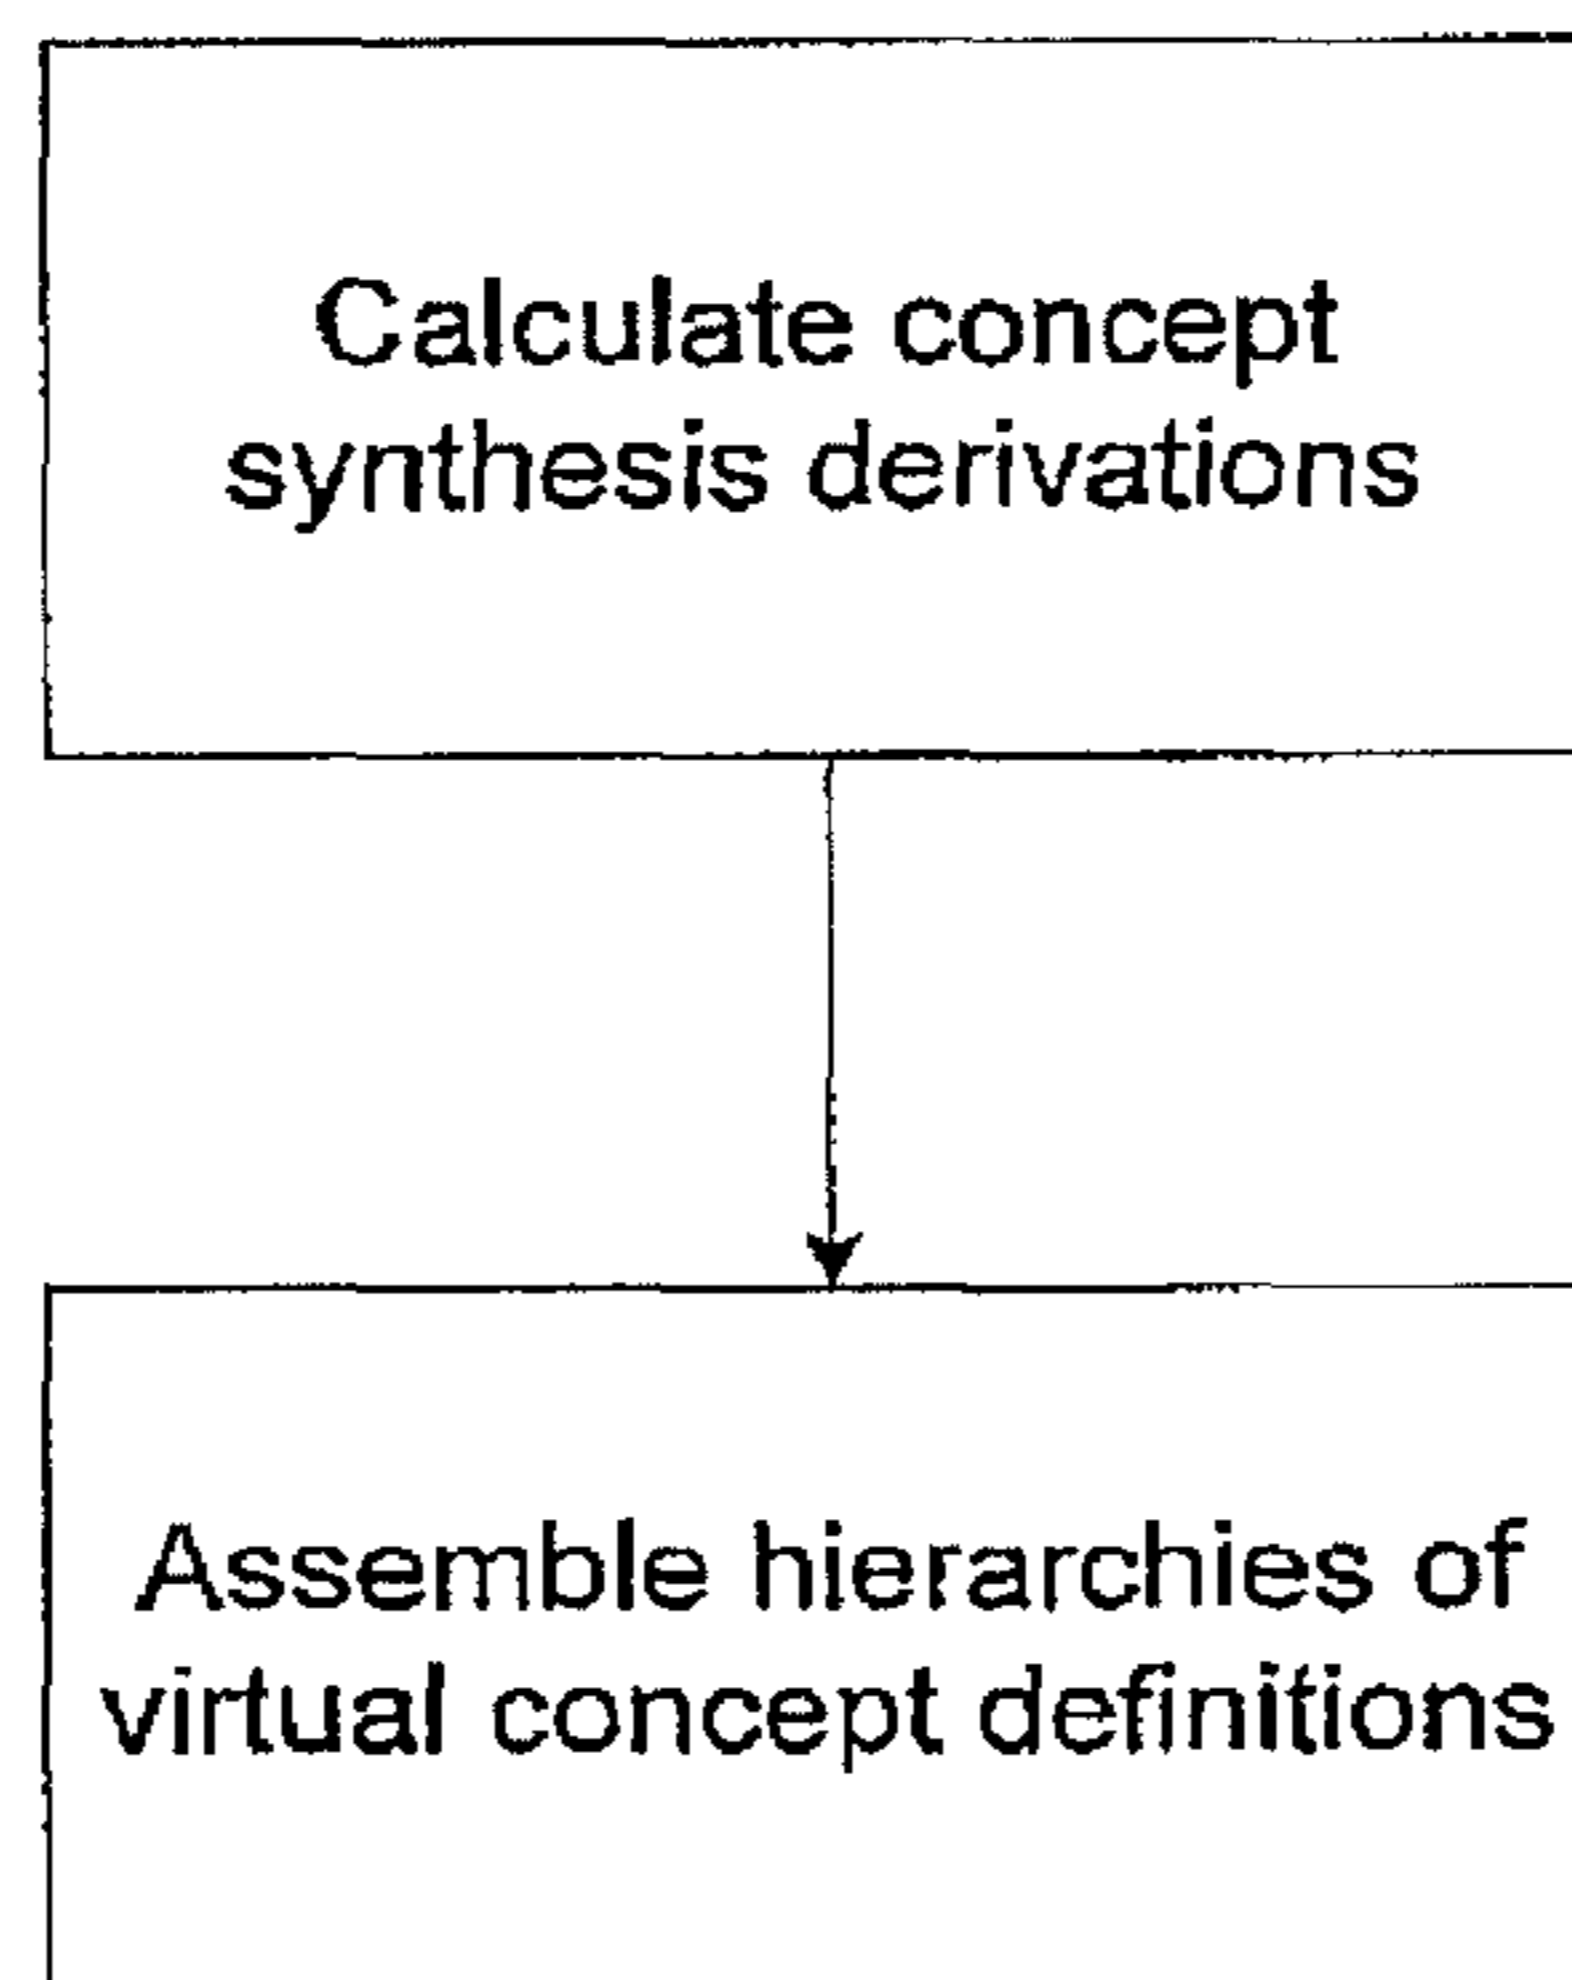 Calculate concept
synthesis derivations
Assemble hierarchies of
virtual concept definitions